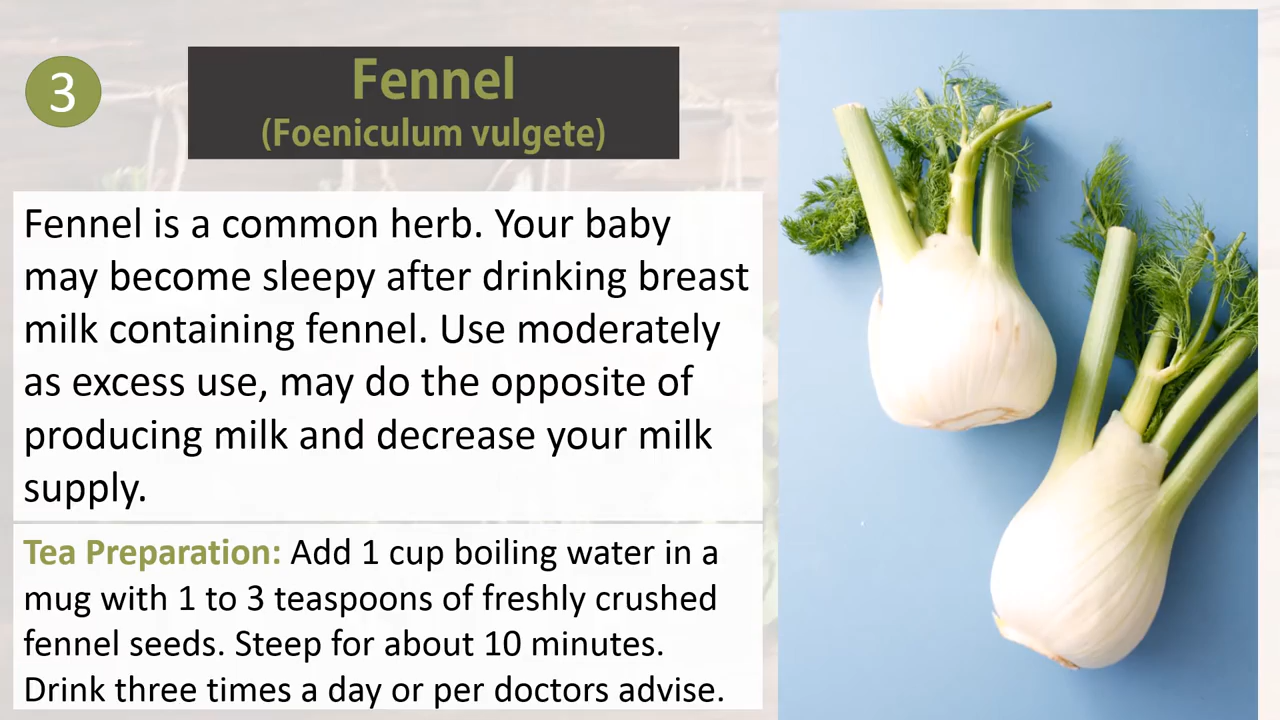 3
Fennel
(Foeniculum vulgete)
Fennel is a common herb. Your baby
may become sleepy after drinking breast
milk containing fennel. Use moderately
as excess use, may do the opposite of
producing milk and decrease your milk
supply.
Tea Preparation: Add 1 cup boiling water in a
mug with 1 to 3 teaspoons of freshly crushed
fennel seeds. Steep for about 10 minutes.
Drink three times a day or per doctors advise.